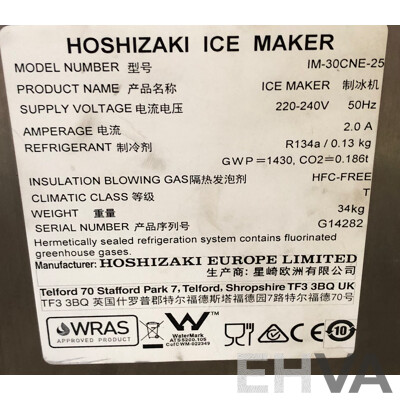 HOSHIZAKI ICE MAKER
MODEL NUMBER 型号 IM-30CNE-25
PRODUCT NAME 产品名称 ICE MAKER 制冰机
SUPPLY VOLTAGE 电流电压 220-240V 50Hz
AMPERAGE 电流 2.0 A
REFRIGERANT 制冷剂 R134a / 0.13 kg
GWP=1430, CO2=0.186t
INSULATION BLOWING GAS隔热发泡剂 HFC-FREE
CLIMATIC CLASS 等级 T
WEIGHT 重量 34kg
SERIAL NUMBER 产品序列号 G14282
Hermetically sealed refrigeration system contains fluorinated
greenhouse gases.
Manufacturer: HOSHIZAKI EUROPE LIMITED
生产商：星崎欧洲有限公司
Telford 70 Stafford Park 7, Telford, Shropshire TF3 3BQ UK
TF3 3BQ 英国什罗普郡特尔福德斯塔福德园7路特尔福德70号
WRAS
APPROVED PRODUCT
WaterMark
ATS5200.105
CofCWM-022349
10
EHVA